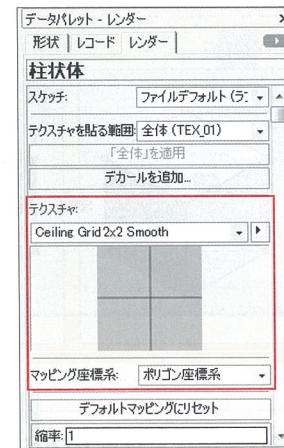 データパレット - レンダー
形状 レコード レンダー
柱状体
スケッチ: ファイルデフォルト (ラ:
テクスチャを貼る範囲: 全体 (TEX_01)
「全体」を適用
デカールを追加...
テクスチャ:
Ceiling Grid 2x2 Smooth
マッピング座標系: ポリゴン座標系
デフォルトマッピングにリセット
縮率: 1